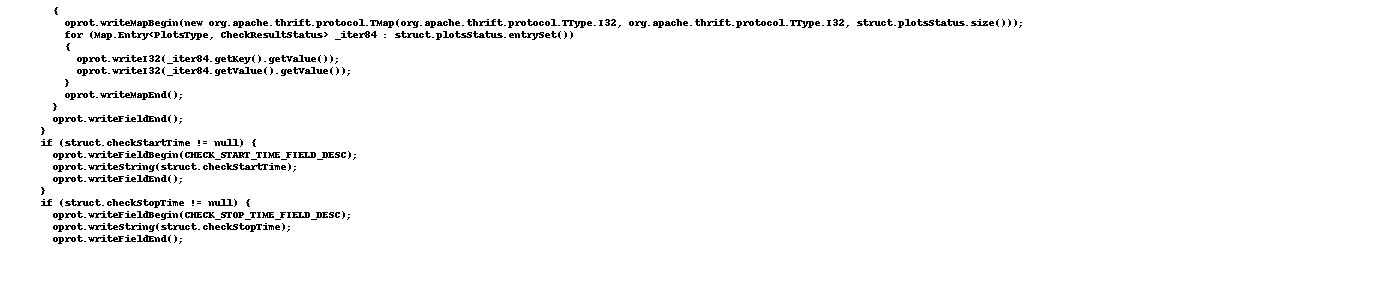 {
oprot.writeMapBegin(new org.apache.thrift.protocol.TMap(org.apache.thrift.protocol.TType.I32, org.apache.thrift.protocol.TType.I32, struct.plotsStatus.size()));
for (Map.Entry<PlotsType, CheckResultStatus> _iter84 : struct.plotsStatus.entrySet())
{
oprot.writeI32(_iter84.getKey().getValue());
oprot.writeI32(_iter84.getValue().getValue());
}
oprot.writeMapEnd();
}
oprot.writeFieldEnd();
}
if (struct.checkStartTime != null) {
oprot.writeFieldBegin(CHECK_START_TIME_FIELD_DESC);
oprot.writeString(struct.checkStartTime);
oprot.writeFieldEnd();
}
if (struct.checkStopTime != null) {
oprot.writeFieldBegin(CHECK_STOP_TIME_FIELD_DESC);
oprot.writeString(struct.checkStopTime);
oprot.writeFieldEnd();